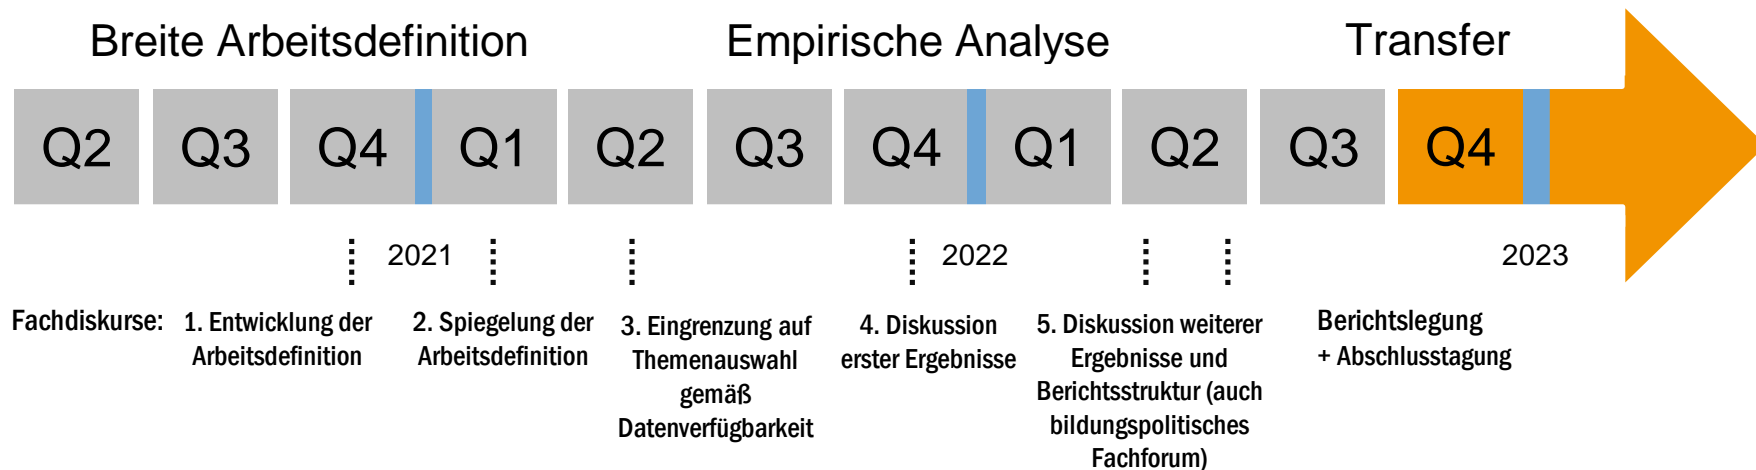 Breite Arbeitsdefinition
Empirische Analyse
Transfer
Q2 Q3 Q4 Q1 Q2 Q3 Q4 Q1 Q2 Q3 Q4
2021
2022
2023
Fachdiskurse:
1. Entwicklung der
Arbeitsdefinition
2. Spiegelung der
Arbeitsdefinition
3. Eingrenzung auf
Themenauswahl
gemäß
Datenverfügbarkeit
4. Diskussion
erster Ergebnisse
5. Diskussion weiterer
Ergebnisse und
Berichtsstruktur (auch
bildungspolitisches
Fachforum)
Berichtslegung
+ Abschlusstagung